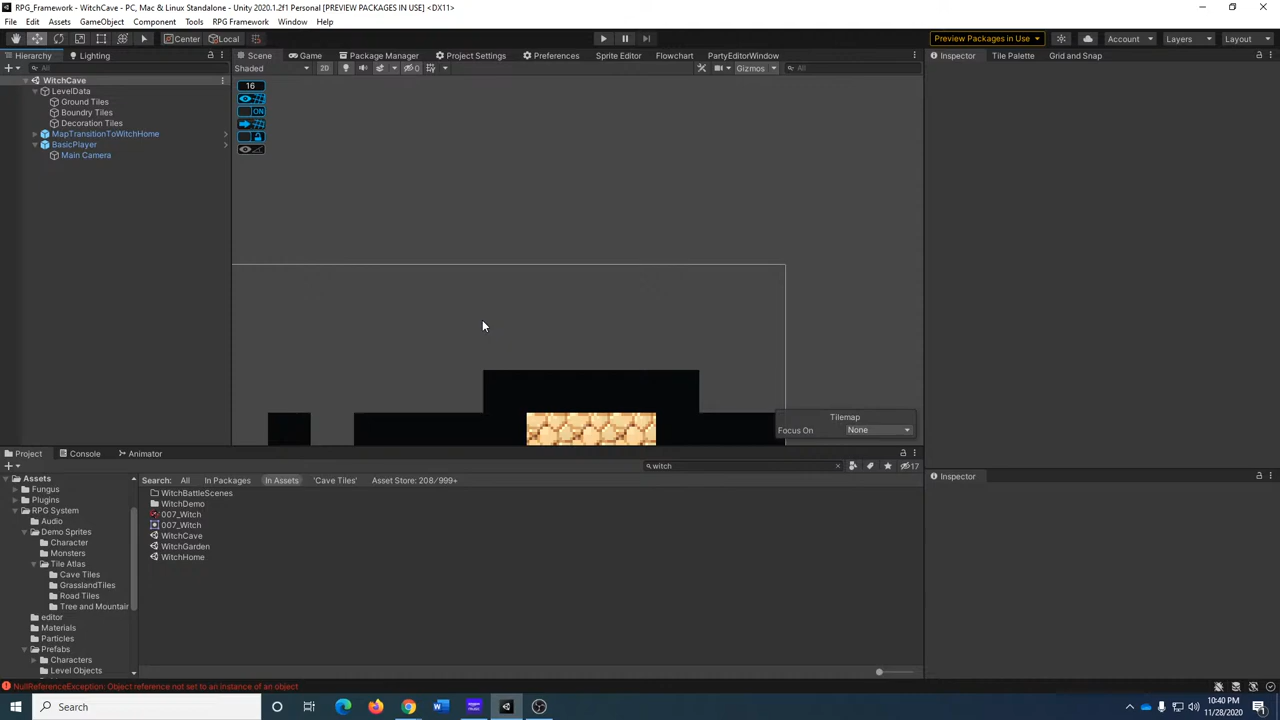 RPG_Framework - WitchCave - PC, Mac & Linux Standalone - Unity 2020.1.2f1 Personal [PREVIEW PACKAGES IN USE] <DX11>
File Edit Assets GameObject Component Tools RPG Framework Window Help
Center Local Preview Packages in Use Account Layers Layout
Hierarchy Lighting Scene Game Package Manager Project Settings Preferences Sprite Editor Flowchart PartyEditorWindow Inspector Tile Palette Grid and Snap
All Shaded 2D 0 Gizmos All
WitchCave
LevelData
Ground Tiles
Boundry Tiles
Decoration Tiles
MapTransitionToWitchHome
BasicPlayer
Main Camera
16
ON
Tilemap
Focus On None
Project Console Animator Inspector
witch 17
Assets
Fungus
Plugins
RPG System
Audio
Demo Sprites
Character
Monsters
Tile Atlas
Cave Tiles
GrasslandTiles
Road Tiles
Tree and Mountain
editor
Materials
Particles
Prefabs
Characters
Level Objects
Search: All In Packages In Assets 'Cave Tiles' Asset Store: 208/999+
WitchBattleScenes
WitchDemo
007_Witch
007_Witch
WitchCave
WitchGarden
WitchHome
NullReferenceException: Object reference not set to an instance of an object
Search
10:40 PM
11/28/2020